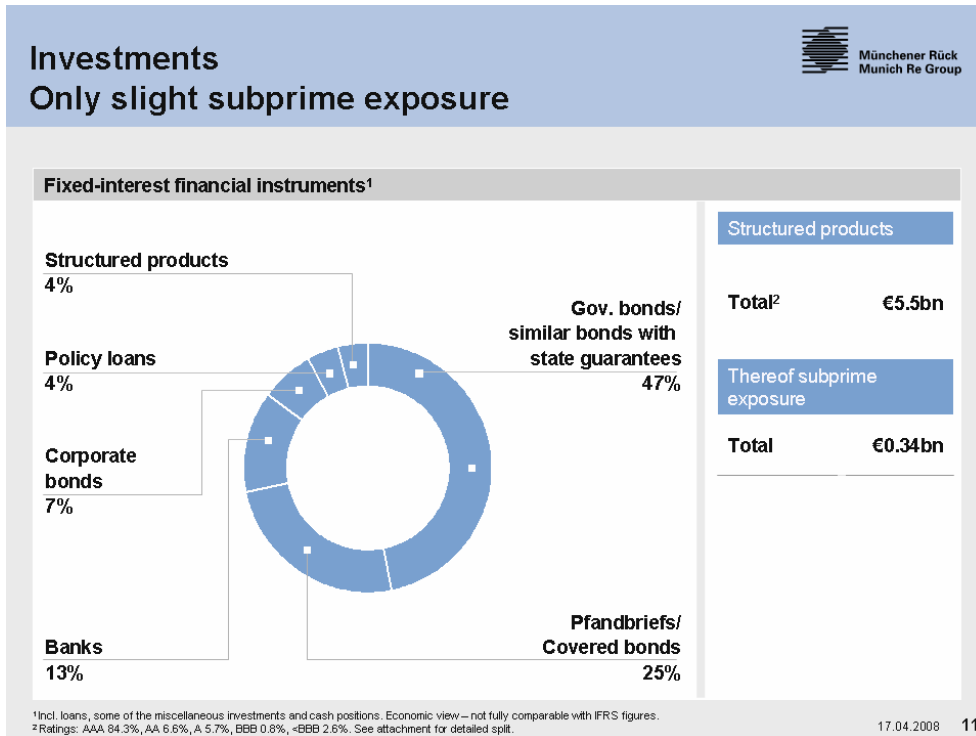 Investments
Only slight subprime exposure
Münchener Rück
Munich Re Group
Fixed-interest financial instruments¹
Structured products
4%
Policy loans
4%
Corporate
bonds
7%
Banks
13%
Gov. bonds/
similar bonds with
state guarantees
47%
Pfandbriefs/
Covered bonds
25%
Structured products
Total² €5.5bn
Thereof subprime
exposure
Total €0.34bn
¹Incl. loans, some of the miscellaneous investments and cash positions. Economic view – not fully comparable with IFRS figures.
²Ratings: AAA 84.3%, AA 6.6%, A 5.7%, BBB 0.8%, <BBB 2.6%. See attachment for detailed split.
17.04.2008 11